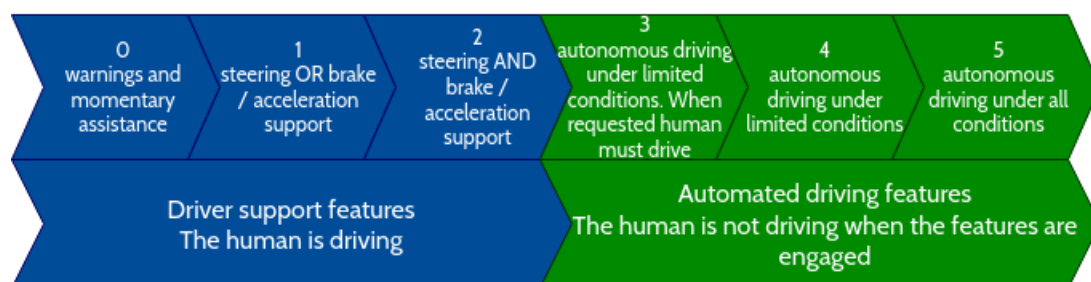 0
warnings and
momentary
assistance
1
steering OR brake
/ acceleration
support
2
steering AND
brake /
acceleration
support
3
autonomous driving
under limited
conditions. When
requested human
must drive
4
autonomous
driving under
limited conditions
5
autonomous
driving under all
conditions
Driver support features
The human is driving
Automated driving features
The human is not driving when the features are
engaged